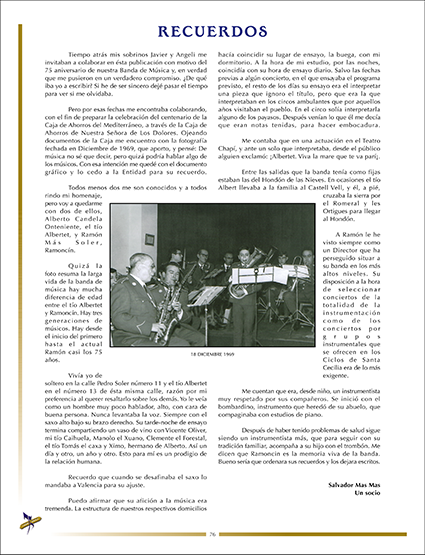 RECUERDOS
Tiempo atrás mis sobrinos Javier y Angeli me
invitaban a colaborar en ésta publicación con motivo del
75 aniversario de nuestra Banda de Música y, en verdad
que me pusieron en un verdadero compromiso. ¿De qué
iba yo a escribir? Si he de ser sincero dejé pasar el tiempo
para ver si me olvidaba.
Pero por esas fechas me encontraba colaborando,
con el fin de preparar la celebración del centenario de la
Caja de Ahorros del Mediterráneo, a través de la Caja de
Ahorros de Nuestra Señora de Los Dolores. Ojeando
documentos de la Caja me encuentro con la fotografía
fechada en Diciembre de 1969, que aporto, y pensé: De
música no sé que decir, pero quizá podría hablar algo de
los músicos. Con esa intención me quedé con el documento
gráfico y lo cedo a la Entidad para su recuerdo.
Todos menos dos me son conocidos y a todos
rindo mi homenaje,
pero voy a quedarme
con dos de ellos,
Alberto Candela
Onteniente, el tío
Albertet, y Ramón
Más Soler,
Ramoncín.
Quizá la
foto resuma la larga
vida de la banda de
música hay mucha
diferencia de edad
entre el tío Albertet
y Ramoncín. Hay tres
generaciones de
músicos. Hay desde
el inicio del primero
hasta el actual
Ramón casi los 75
años.
Vivía yo de
soltero en la calle Pedro Soler número 11 y el tío Albertet
en el número 13 de ésta misma calle, razón por mi
preferencia al querer resaltarlo sobre los demás. Yo le veía
como un hombre muy poco hablador, alto, con cara de
buena persona. Nunca levantaba la voz. Siempre con el
saxo alto bajo su brazo derecho. Su tarde-noche de ensayo
termina compartiendo un vaso de vino con Vicente Oliver,
mi tío Caihuela, Manolo el Xuano, Clemente el Forestal,
el tío Tomás el caxa y Ximo, hermano de Alberto. Así un
día y otro, un año y otro. Esto para mí es un prodigio de
la relación humana.
Recuerdo que cuando se desafinaba el saxo lo
mandaba a Valencia para su ajuste.
Puedo afirmar que su afición a la música era
tremenda. La estructura de nuestros respectivos domicilios
hacía coincidir su lugar de ensayo, la buega, con mi
dormitorio. A la hora de mi estudio, por las noches,
coincidía con su hora de ensayo diario. Salvo las fechas
previas a algún concierto, en el que ensayaba el programa
previsto, el resto de los días su ensayo era el interpretar
una pieza que ignoro el título, pero que era la que
interpretaban en los circos ambulantes que por aquellos
años visitaban el pueblo. En el circo solía interpretarla
alguno de los payasos. Después venían lo que él me decía
que eran notas tenidas, para hacer embocadura.
Me contaba que en una actuación en el Teatro
Chapí, y ante un solo que interpretaba, desde el público
alguien exclamó: ¡Albertet. Viva la mare que te va parí¡.
Entre las salidas que la banda tenía como fijas
estaban las del Hondón de las Nieves. En ocasiones el tío
Albert llevaba a la familia al Castell Vell, y él, a pié,
cruzaba la sierra por
el Romeral y les
Ortigues para llegar
al Hondón.
A Ramón le he
visto siempre como
un Director que ha
perseguido situar a
su banda en los más
altos niveles. Su
disposición a la hora
de seleccionar
conciertos de la
totalidad de la
instrumentación
como de los
conciertos por
grupos
instrumentales que
se ofrecen en los
Ciclos de Santa
Cecilia era de lo más
exigente.
18 DICIEMBRE 1969
Me cuentan que era, desde niño, un instrumentista
muy respetado por sus compañeros. Se inició con el
bombardino, instrumento que heredó de su abuelo, que
compaginaba con estudios de piano.
Después de haber tenido problemas de salud sigue
siendo un instrumentista más, que para seguir con su
tradición familiar, acompaña a su hijo con el trombón. Me
dicen que Ramoncín es la memoria vívà de la banda.
Bueno sería que ordenara sus recuerdos y los dejara escritos.
Salvador Mas Mas
Un socio
76